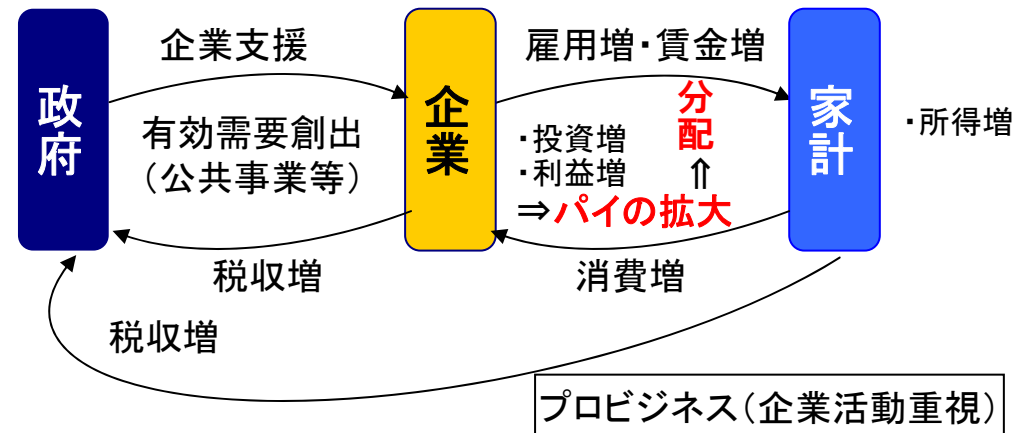 政府
企業支援
有効需要創出
（公共事業等）
税収増
税収増
企業
雇用増・賃金増
分配
⇑
・投資増
・利益増
⇒パイの拡大
消費増
家計
・所得増
プロビジネス（企業活動重視）